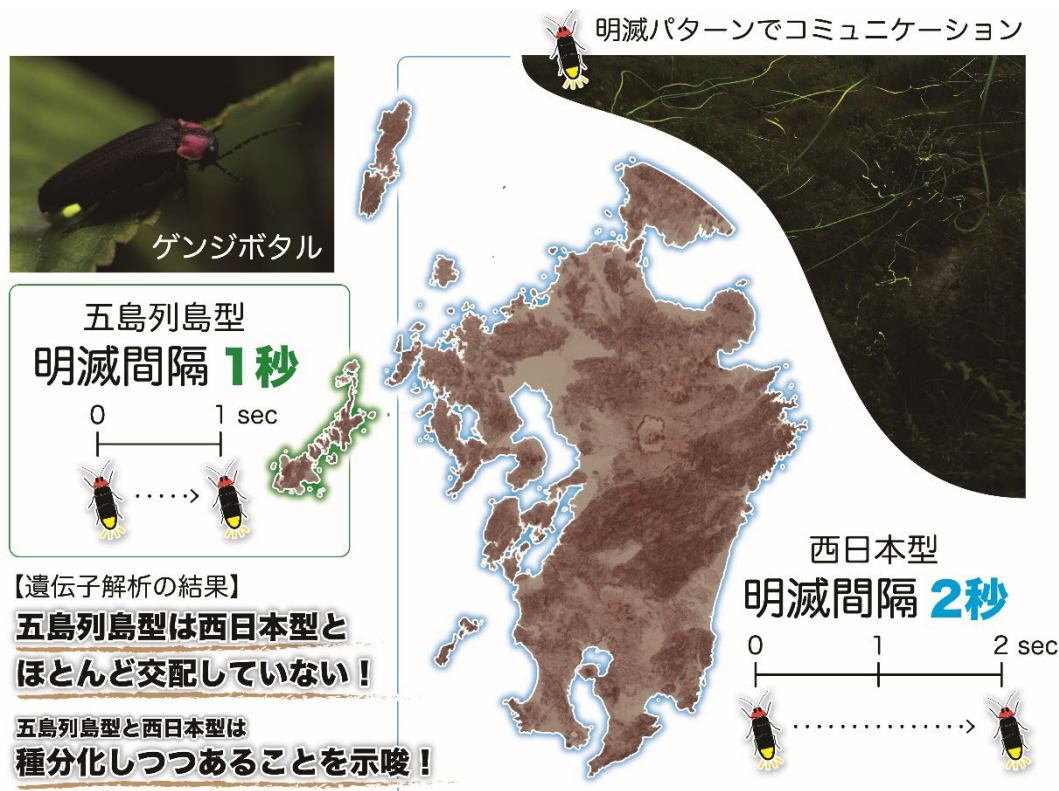 明滅パターンでコミュニケーション
ゲンジボタル
五島列島型
明滅間隔 1秒
0 1 sec
【遺伝子解析の結果】
五島列島型は西日本型と
ほとんど交配していない!
五島列島型と西日本型は
種分化しつつあることを示唆!
西日本型
明滅間隔 2秒
0 1 2 sec